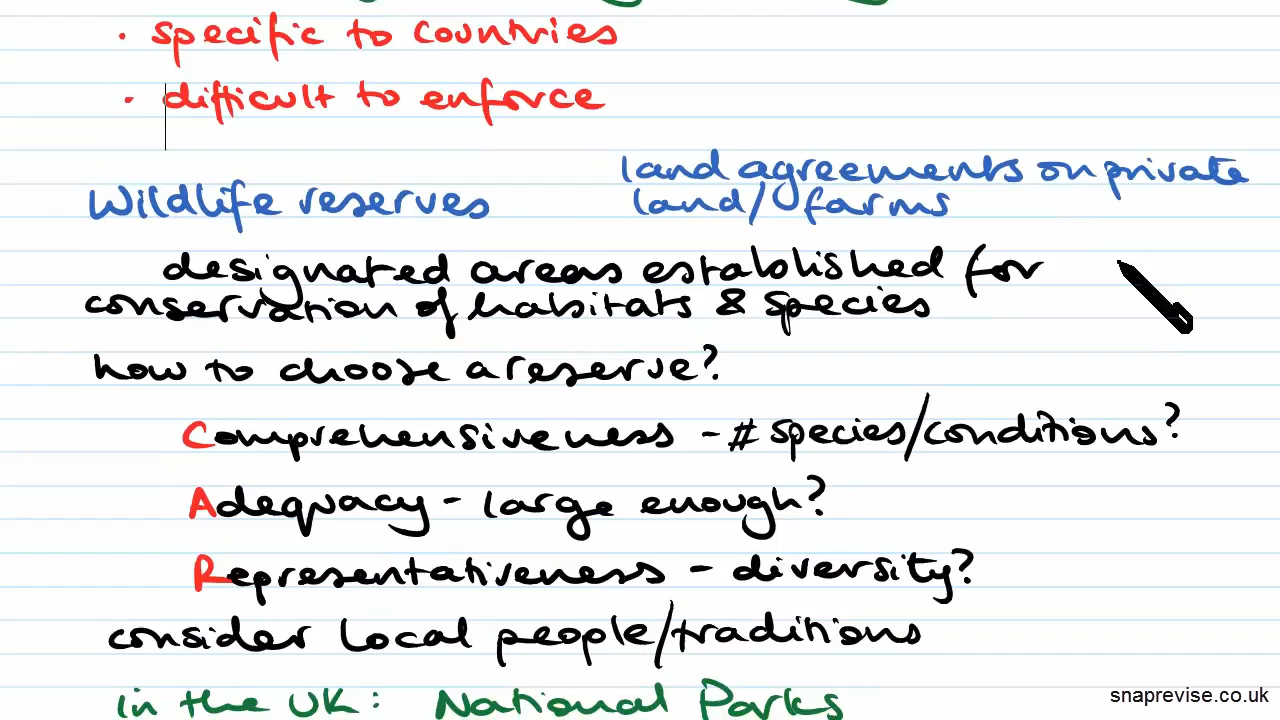 · specific to countries
· difficult to enforce
land agreements on private
land/farms
Wildlife reserves
designated areas established for
conservation of habitats & species
how to choose a reserve?
Comprehensiveness - # species/conditions?
Adequacy - large enough?
Representativeness - diversity?
consider local people/traditions
in the UK: National Parks
snaprevise.co.uk